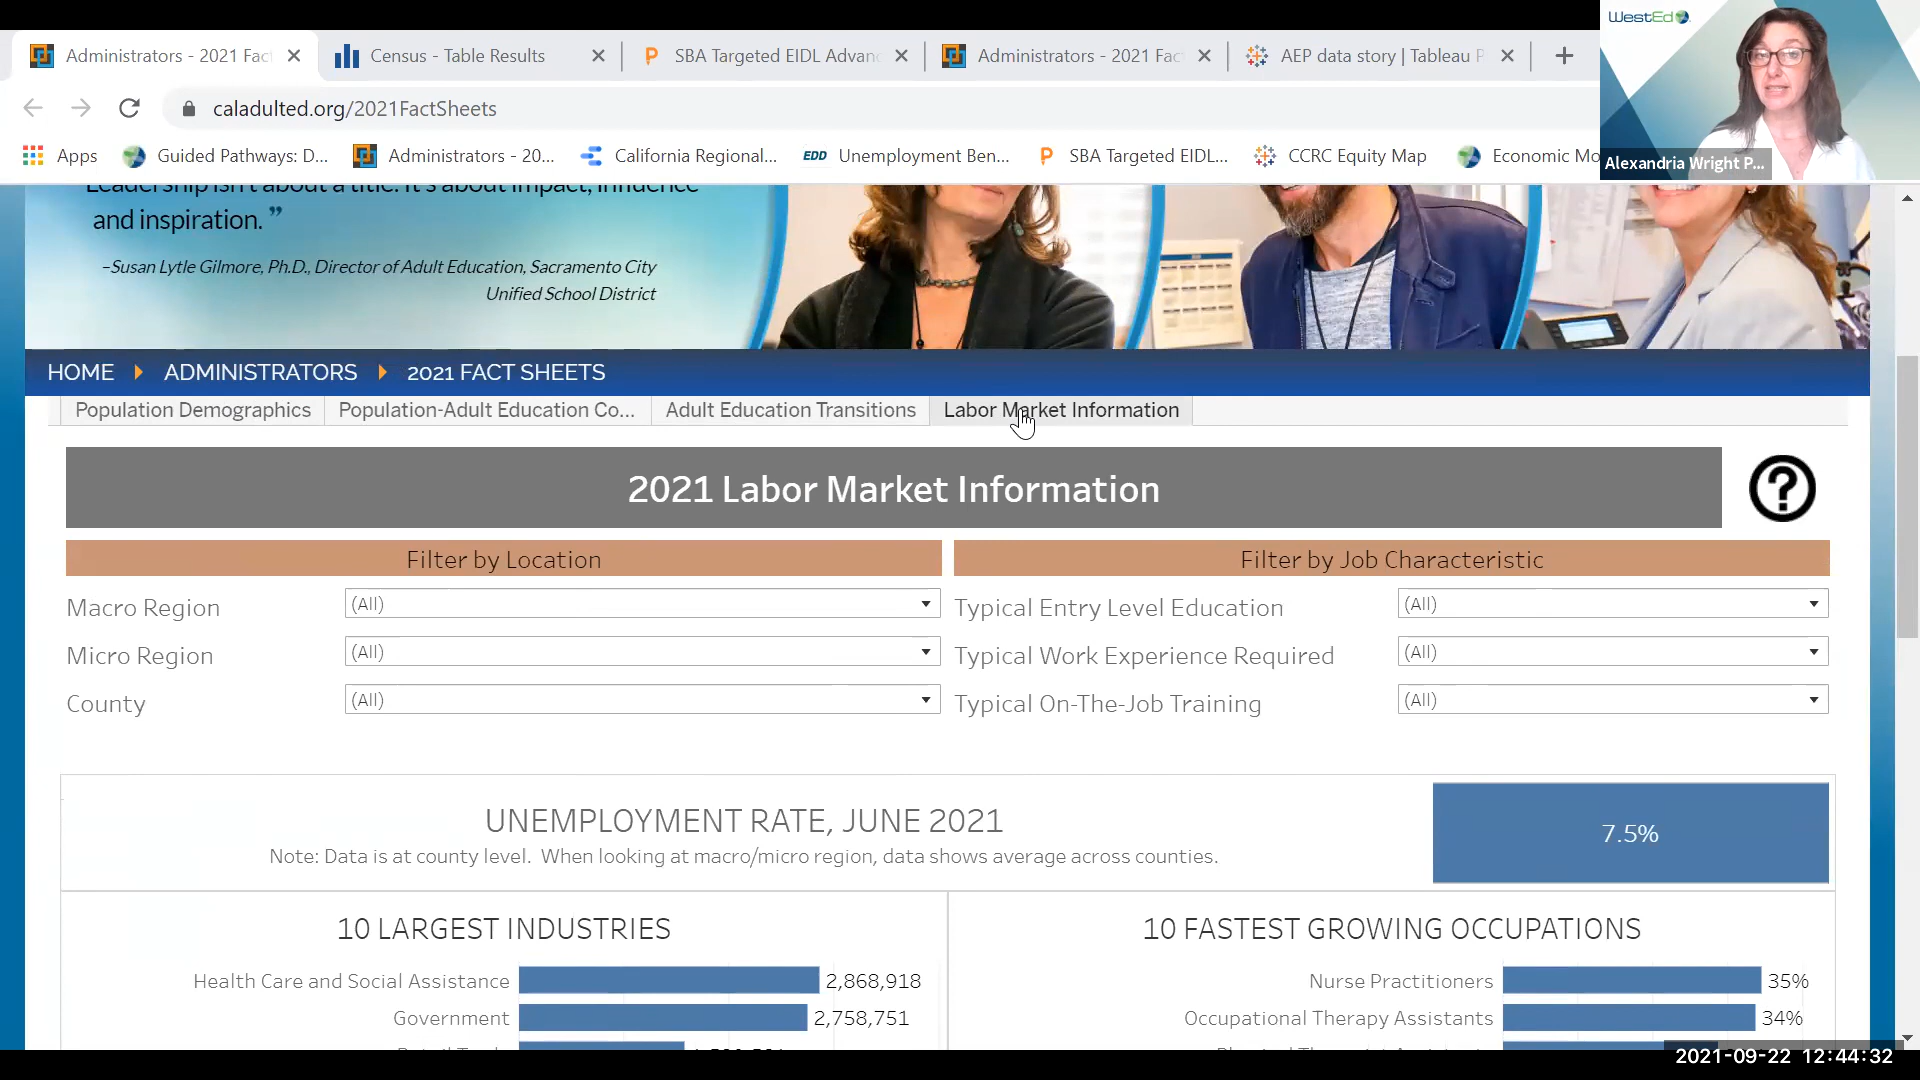 Administrators - 2021 Fac
Census - Table Results
SBA Targeted EIDL Advan
Administrators - 2021 Fac
AEP data story | Tableau P
WestEd
caladulted.org/2021FactSheets
Apps
Guided Pathways: D...
Administrators - 20...
California Regional...
EDD
Unemployment Ben...
SBA Targeted EIDL...
CCRC Equity Map
Economic Mo
Alexandria Wright P...
Leadership isn't about a title. It's about impact, influence
and inspiration. ”
–Susan Lytle Gilmore, Ph.D., Director of Adult Education, Sacramento City
Unified School District
HOME ADMINISTRATORS 2021 FACT SHEETS
Population Demographics
Population-Adult Education Co...
Adult Education Transitions
Labor Market Information
2021 Labor Market Information
Filter by Location
Filter by Job Characteristic
Macro Region (All)
Typical Entry Level Education (All)
Micro Region (All)
Typical Work Experience Required (All)
County (All)
Typical On-The-Job Training (All)
UNEMPLOYMENT RATE, JUNE 2021
Note: Data is at county level. When looking at macro/micro region, data shows average across counties.
7.5%
10 LARGEST INDUSTRIES
Health Care and Social Assistance 2,868,918
Government 2,758,751
10 FASTEST GROWING OCCUPATIONS
Nurse Practitioners 35%
Occupational Therapy Assistants 34%
2021-09-22 12:44:32